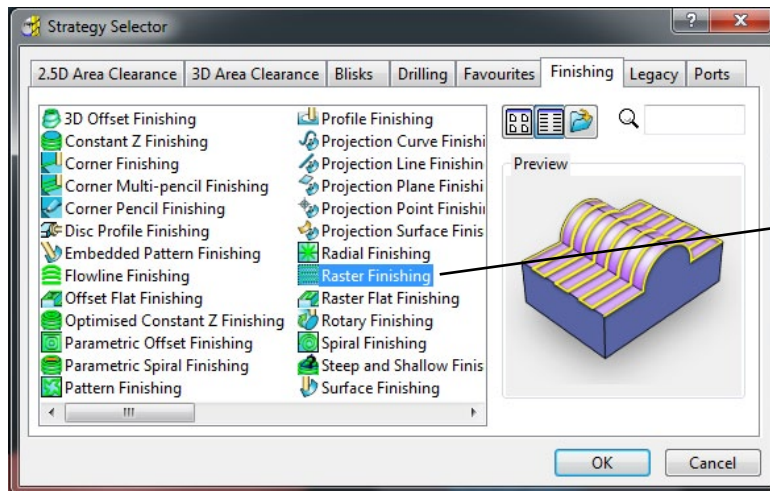 Strategy Selector
2.5D Area Clearance 3D Area Clearance Blisks Drilling Favourites Finishing Legacy Ports
3D Offset Finishing
Constant Z Finishing
Corner Finishing
Corner Multi-pencil Finishing
Corner Pencil Finishing
Disc Profile Finishing
Embedded Pattern Finishing
Flowline Finishing
Offset Flat Finishing
Optimised Constant Z Finishing
Parametric Offset Finishing
Parametric Spiral Finishing
Pattern Finishing
Profile Finishing
Projection Curve Finishi
Projection Line Finishin
Projection Plane Finishi
Projection Point Finishin
Projection Surface Finis
Radial Finishing
Raster Finishing
Raster Flat Finishing
Rotary Finishing
Spiral Finishing
Steep and Shallow Finis
Surface Finishing
Preview
OK Cancel